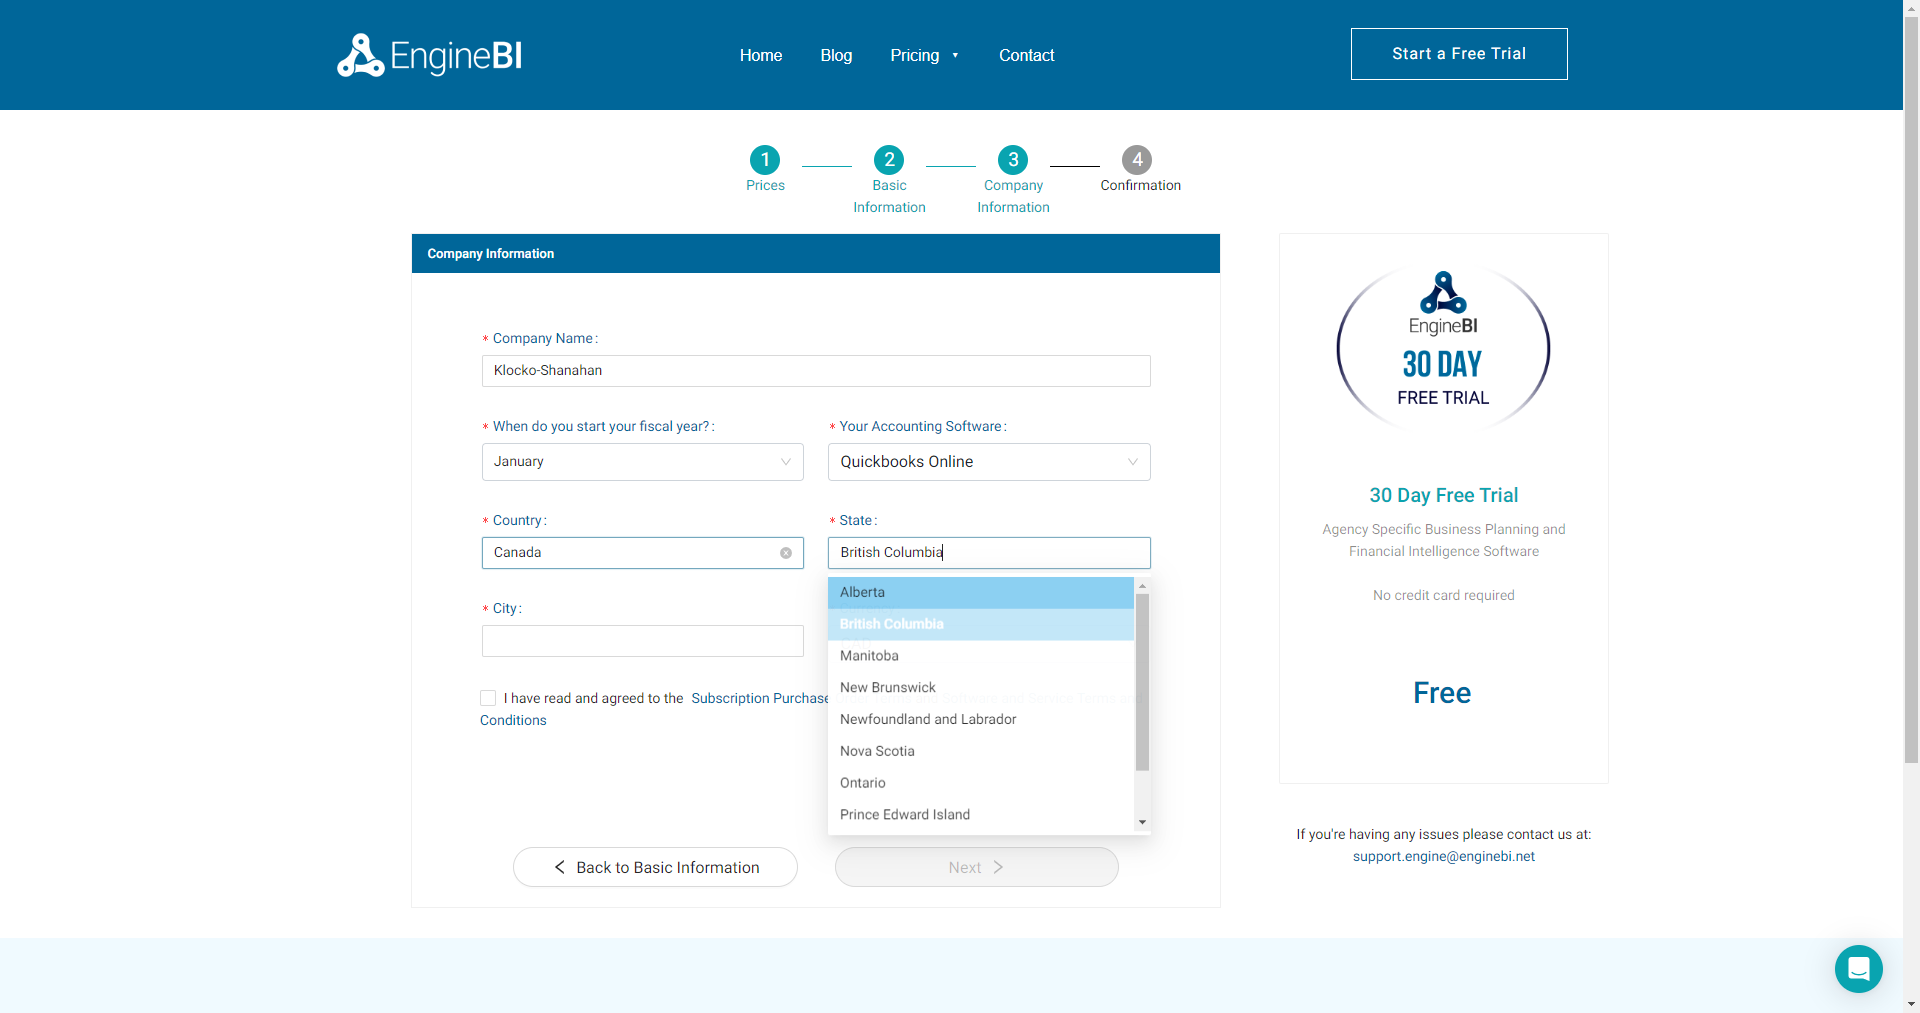 EngineBI
Home
Blog
Pricing
Contact
Start a Free Trial
1
Prices
2
Basic
Information
3
Company
Information
4
Confirmation
Company Information
* Company Name :
Klocko-Shanahan
* When do you start your fiscal year? :
January
* Your Accounting Software :
Quickbooks Online
* Country :
Canada
* State :
British Columbia
* City :
Alberta
British Columbia
Manitoba
New Brunswick
Newfoundland and Labrador
Nova Scotia
Ontario
Prince Edward Island
I have read and agreed to the Subscription Purchase
Conditions
Back to Basic Information
Next
EngineBI
30 DAY
FREE TRIAL
30 Day Free Trial
Agency Specific Business Planning and
Financial Intelligence Software
No credit card required
Free
If you're having any issues please contact us at:
support.engine@enginebi.net